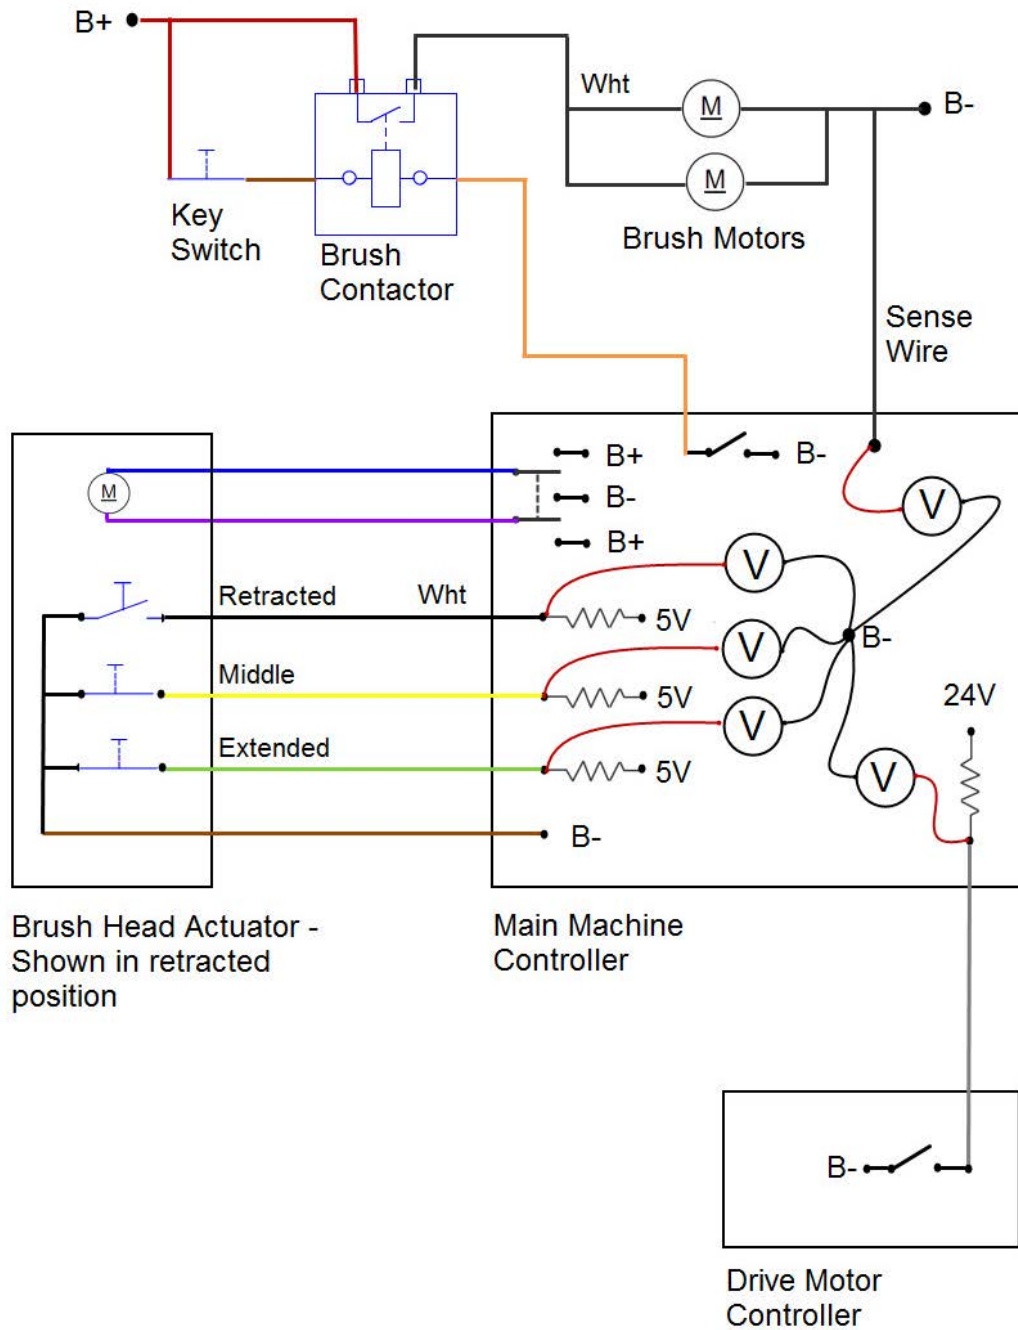 B+
Wht
M
B-
M
Key
Switch
Brush
Contactor
Brush Motors
Sense
Wire
B+
B-
M
B-
V
B+
V
Retracted
Wht
5V
B-
V
Middle
5V
24V
V
Extended
5V
V
B-
Brush Head Actuator -
Shown in retracted
position
Main Machine
Controller
B-
Drive Motor
Controller